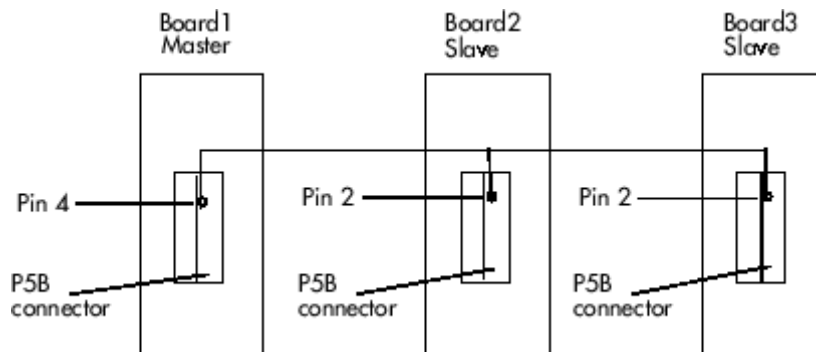 Board1
Master
Board2
Slave
Board3
Slave
Pin 4
Pin 2
Pin 2
P5B
connector
P5B
connector
P5B
connector